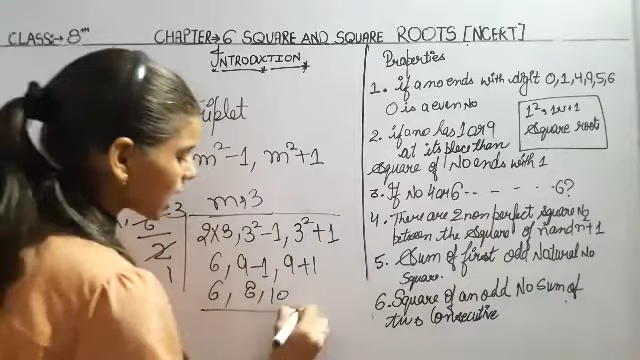 CLASS:- 8TH CHAPTER:- 6 SQUARE AND SQUARE ROOTS [NCERT]
INTRODUCTION
iplet
m²-1, m²+1
m→3
2×3, 3²-1, 3²+1
6, 9-1, 9+1
6, 8, 10
6
2
1
Properties
1. if a no ends with digit 0,1,4,9,5,6
0 is a even No
1²→1×1
Square root
2. if a no has 1 or 9
at its place than
square of 1 No ends with 1
3. If No 4 or 6 - - - - - - 6?
4. There are 2 non perfect square No
between the square of n and n+1
5. Sum of first odd Natural No
Square.
6. Square of an odd No Sum of
two Consecutive